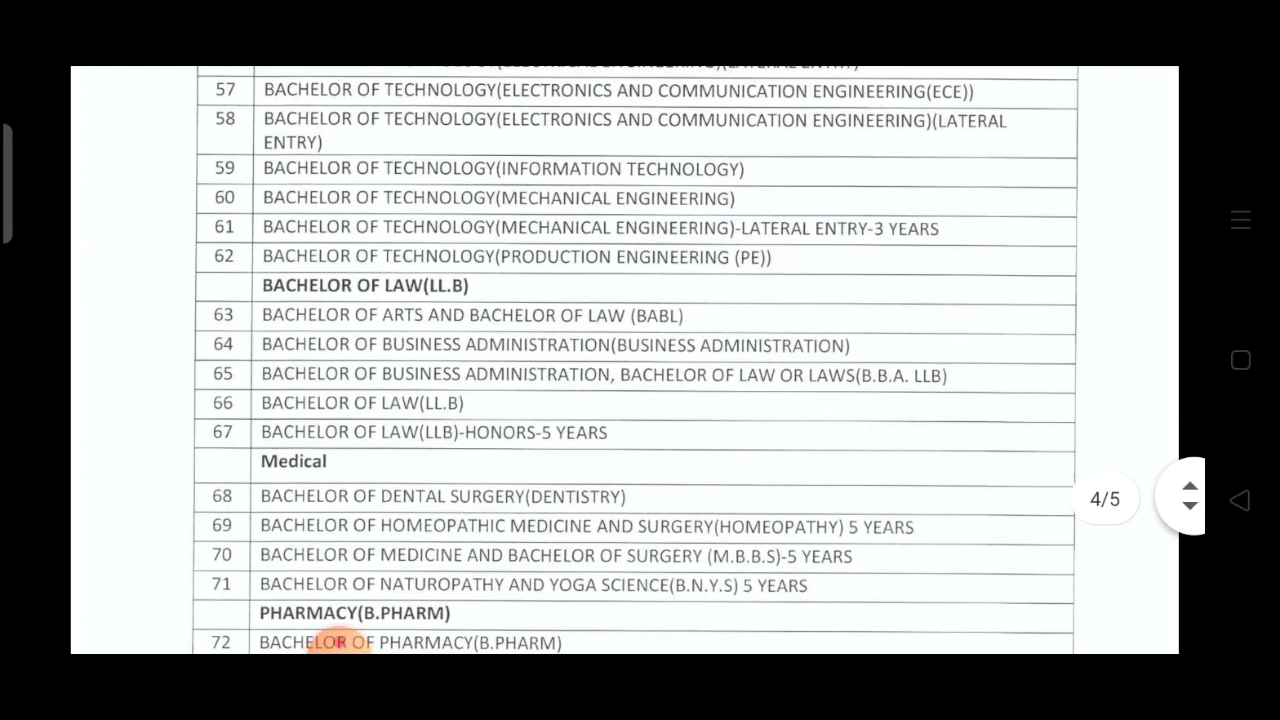 57 BACHELOR OF TECHNOLOGY(ELECTRONICS AND COMMUNICATION ENGINEERING(ECE))
58 BACHELOR OF TECHNOLOGY(ELECTRONICS AND COMMUNICATION ENGINEERING)(LATERAL
ENTRY)
59 BACHELOR OF TECHNOLOGY(INFORMATION TECHNOLOGY)
60 BACHELOR OF TECHNOLOGY(MECHANICAL ENGINEERING)
61 BACHELOR OF TECHNOLOGY(MECHANICAL ENGINEERING)-LATERAL ENTRY-3 YEARS
62 BACHELOR OF TECHNOLOGY(PRODUCTION ENGINEERING (PE))
BACHELOR OF LAW(LL.B)
63 BACHELOR OF ARTS AND BACHELOR OF LAW (BABL)
64 BACHELOR OF BUSINESS ADMINISTRATION(BUSINESS ADMINISTRATION)
65 BACHELOR OF BUSINESS ADMINISTRATION, BACHELOR OF LAW OR LAWS(B.B.A. LLB)
66 BACHELOR OF LAW(LL.B)
67 BACHELOR OF LAW(LLB)-HONORS-5 YEARS
Medical
68 BACHELOR OF DENTAL SURGERY(DENTISTRY)
4/5
69 BACHELOR OF HOMEOPATHIC MEDICINE AND SURGERY(HOMEOPATHY) 5 YEARS
70 BACHELOR OF MEDICINE AND BACHELOR OF SURGERY (M.B.B.S)-5 YEARS
71 BACHELOR OF NATUROPATHY AND YOGA SCIENCE(B.N.Y.S) 5 YEARS
PHARMACY(B.PHARM)
72 BACHELOR OF PHARMACY(B.PHARM)